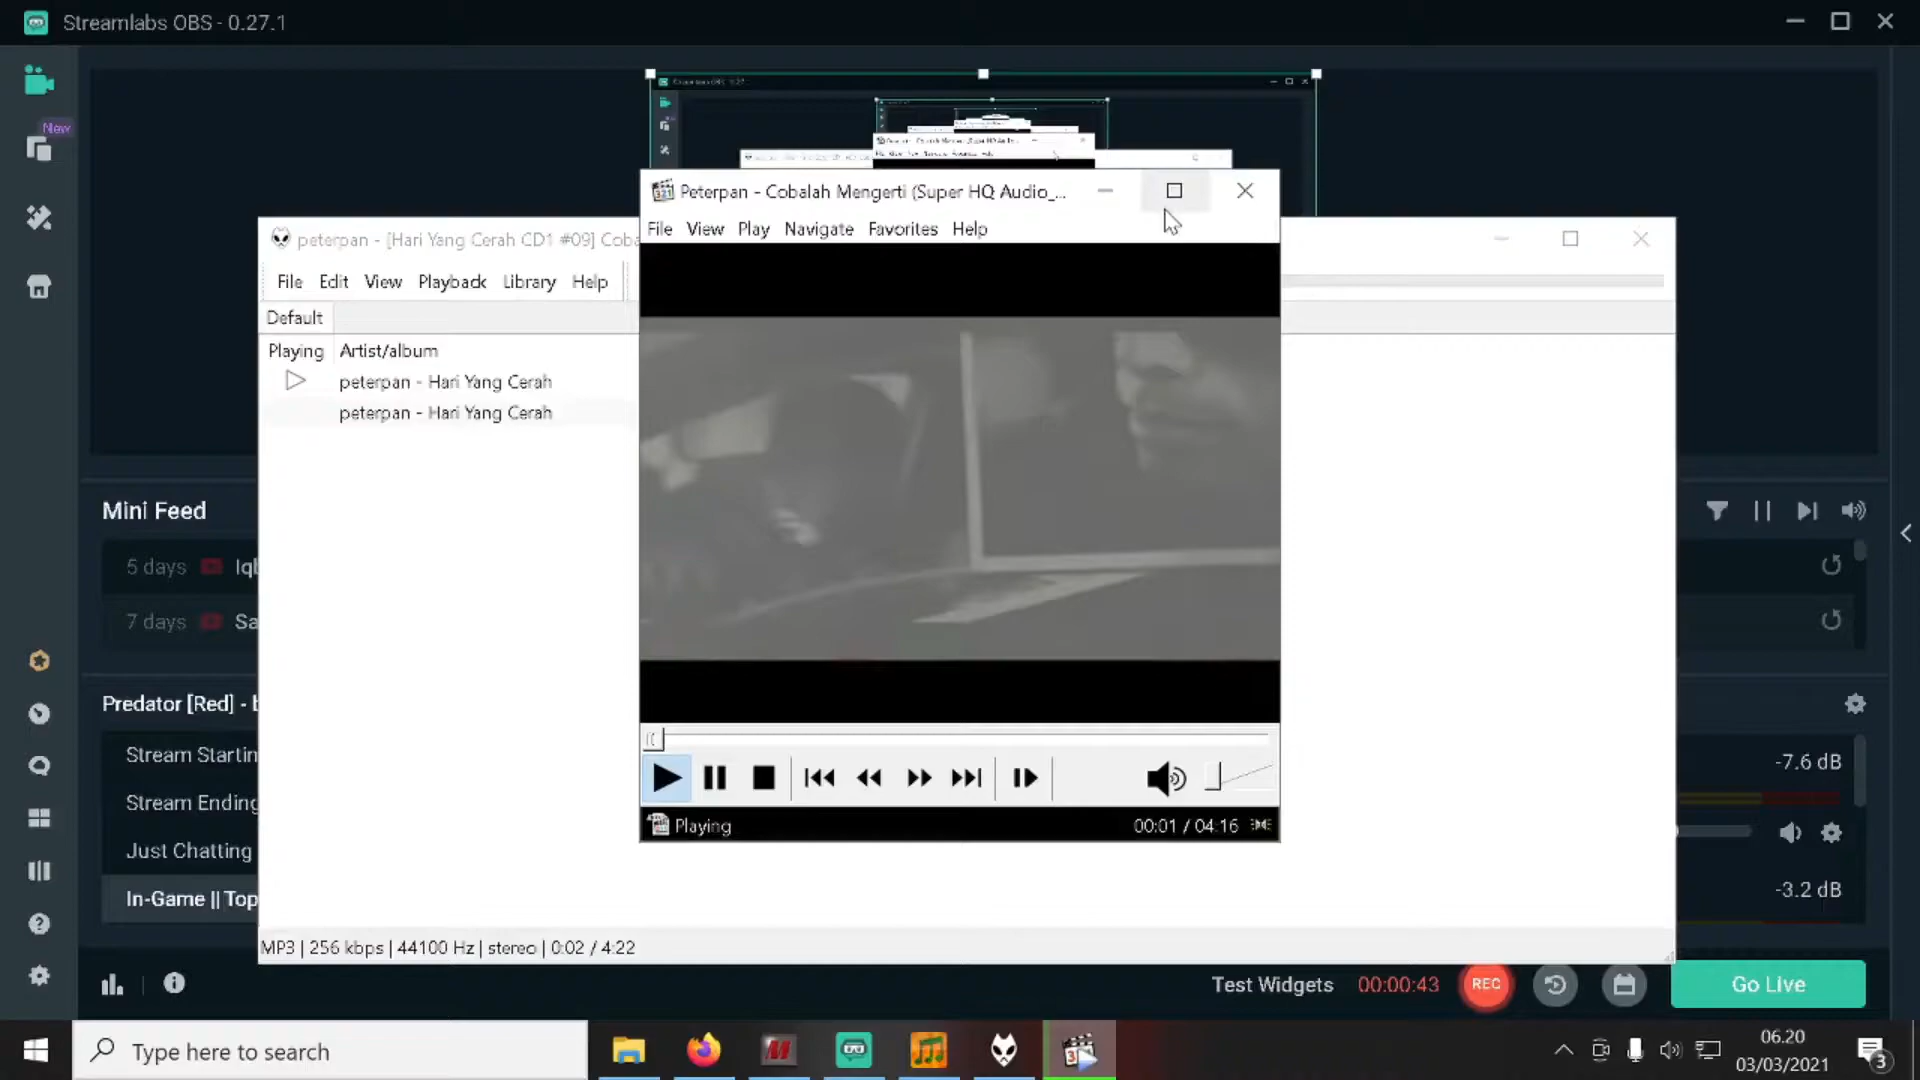 Streamlabs OBS - 0.27.1
New
Peterpan - Cobalah Mengerti (Super HQ Audio_...
File View Play Navigate Favorites Help
peterpan - [Hari Yang Cerah CD1 #09] Coba
File Edit View Playback Library Help
Default
Playing Artist/album
peterpan - Hari Yang Cerah
peterpan - Hari Yang Cerah
Mini Feed
5 days Iqb
7 days Sa
Predator [Red] - b
Stream Startin
Stream Ending
Just Chatting
In-Game || Top
-7.6 dB
-3.2 dB
Playing 00:01 / 04:16
MP3 | 256 kbps | 44100 Hz | stereo | 0:02 / 4:22
Test Widgets 00:00:43 REC Go Live
Type here to search
06.20
03/03/2021
3